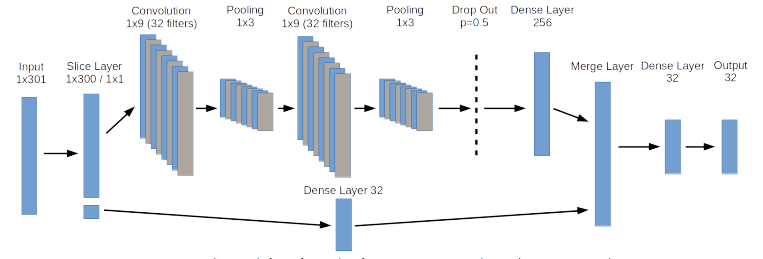 Input
1x301
Slice Layer
1x300 / 1x1
Convolution
1x9 (32 filters)
Pooling
1x3
Convolution
1x9 (32 filters)
Pooling
1x3
Drop Out
p=0.5
Dense Layer
256
Merge Layer
Dense Layer
32
Output
32
Dense Layer 32